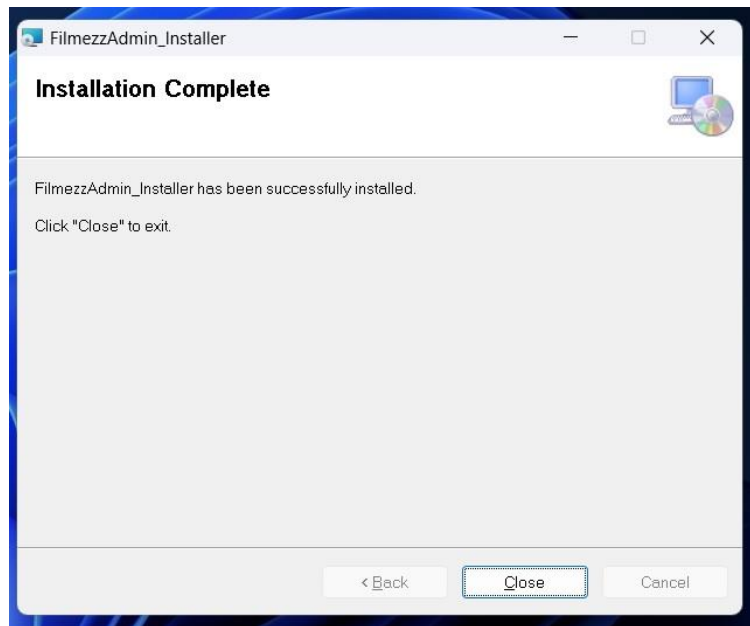 FilmezzAdmin_Installer
Installation Complete
FilmezzAdmin_Installer has been successfully installed.
Click "Close" to exit.
< Back
Close
Cancel